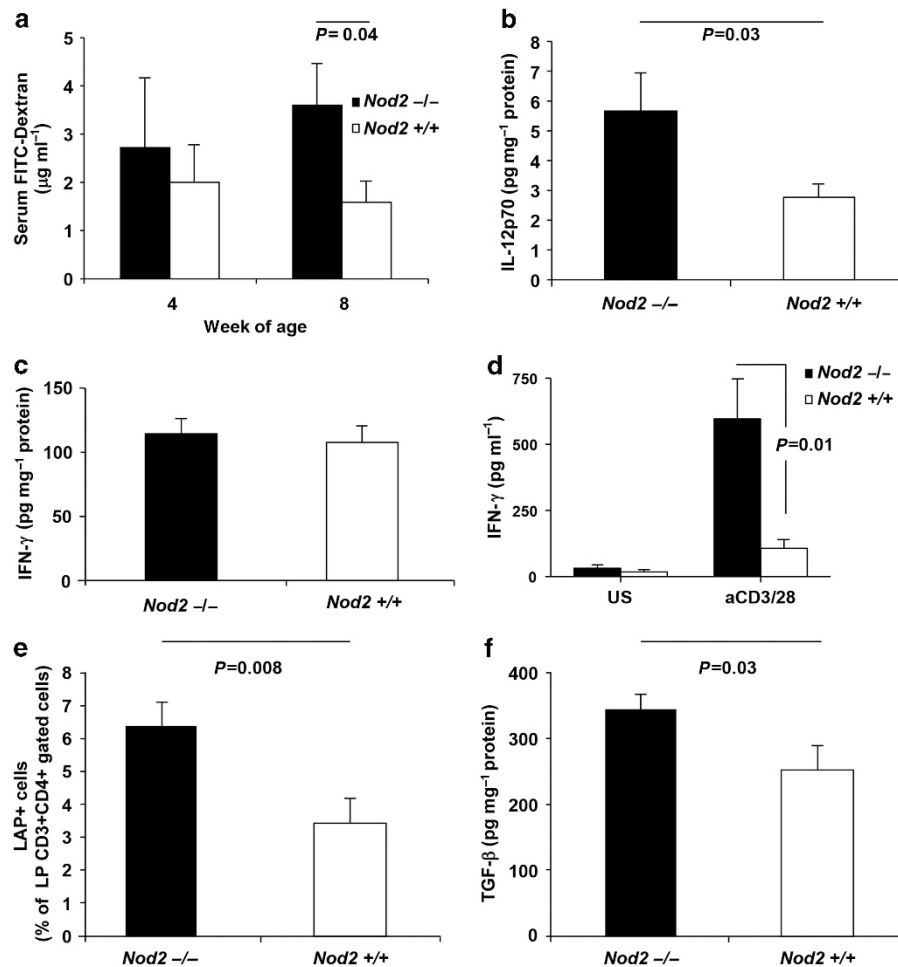 a
P= 0.04
5
4
3
2
1
0
Serum FITC-Dextran
(µg ml⁻¹)
Nod2 –/–
Nod2 +/+
4
8
Week of age
b
P=0.03
8
7
6
5
4
3
2
1
0
IL-12p70 (pg mg⁻¹ protein)
Nod2 –/–
Nod2 +/+
c
150
100
50
0
IFN-γ (pg mg⁻¹ protein)
Nod2 –/–
Nod2 +/+
d
750
500
250
0
IFN-γ (pg ml⁻¹)
Nod2 –/–
Nod2 +/+
P=0.01
US
aCD3/28
e
P=0.008
7
6
5
4
3
2
1
0
LAP+ cells
(% of LP CD3+CD4+ gated cells)
Nod2 –/–
Nod2 +/+
f
P=0.03
400
300
200
100
0
TGF-β (pg mg⁻¹ protein)
Nod2 –/–
Nod2 +/+